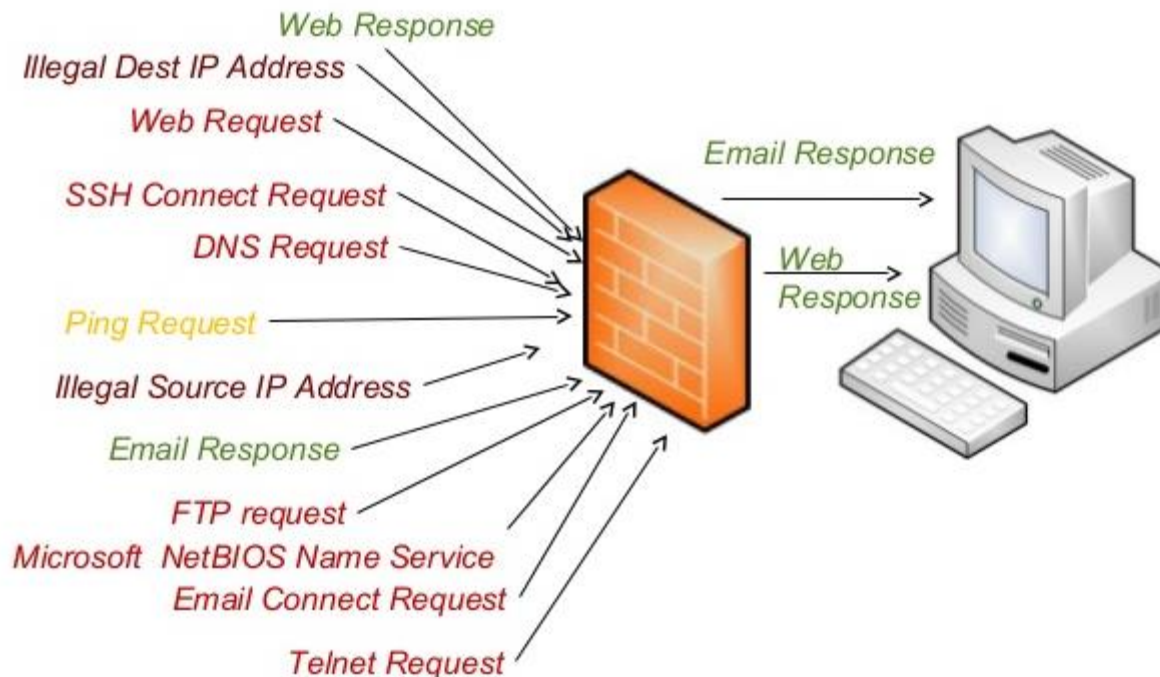 Web Response
Illegal Dest IP Address
Web Request
SSH Connect Request
DNS Request
Ping Request
Illegal Source IP Address
Email Response
FTP request
Microsoft NetBIOS Name Service
Email Connect Request
Telnet Request
Email Response
Web
Response